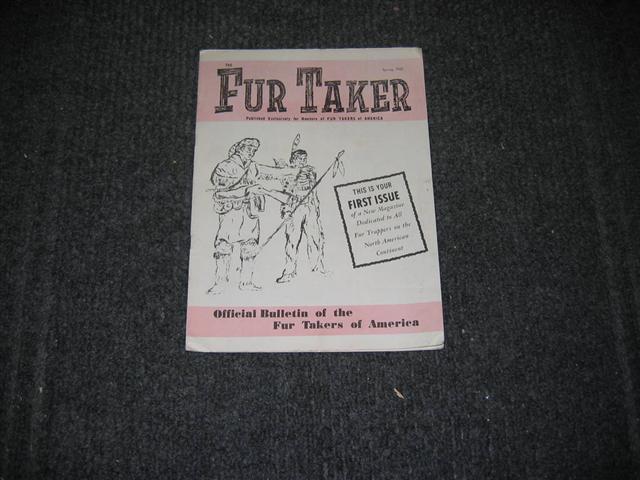 THE
Spring, 
FUR TAKER
Published Exclusively for Members of FUR TAKERS of AMERICA
THIS IS YOUR
FIRST ISSUE
of a New Magazine
Dedicated to All
Fur Trappers on the
North American
Continent
Official Bulletin of the
Fur Takers of America